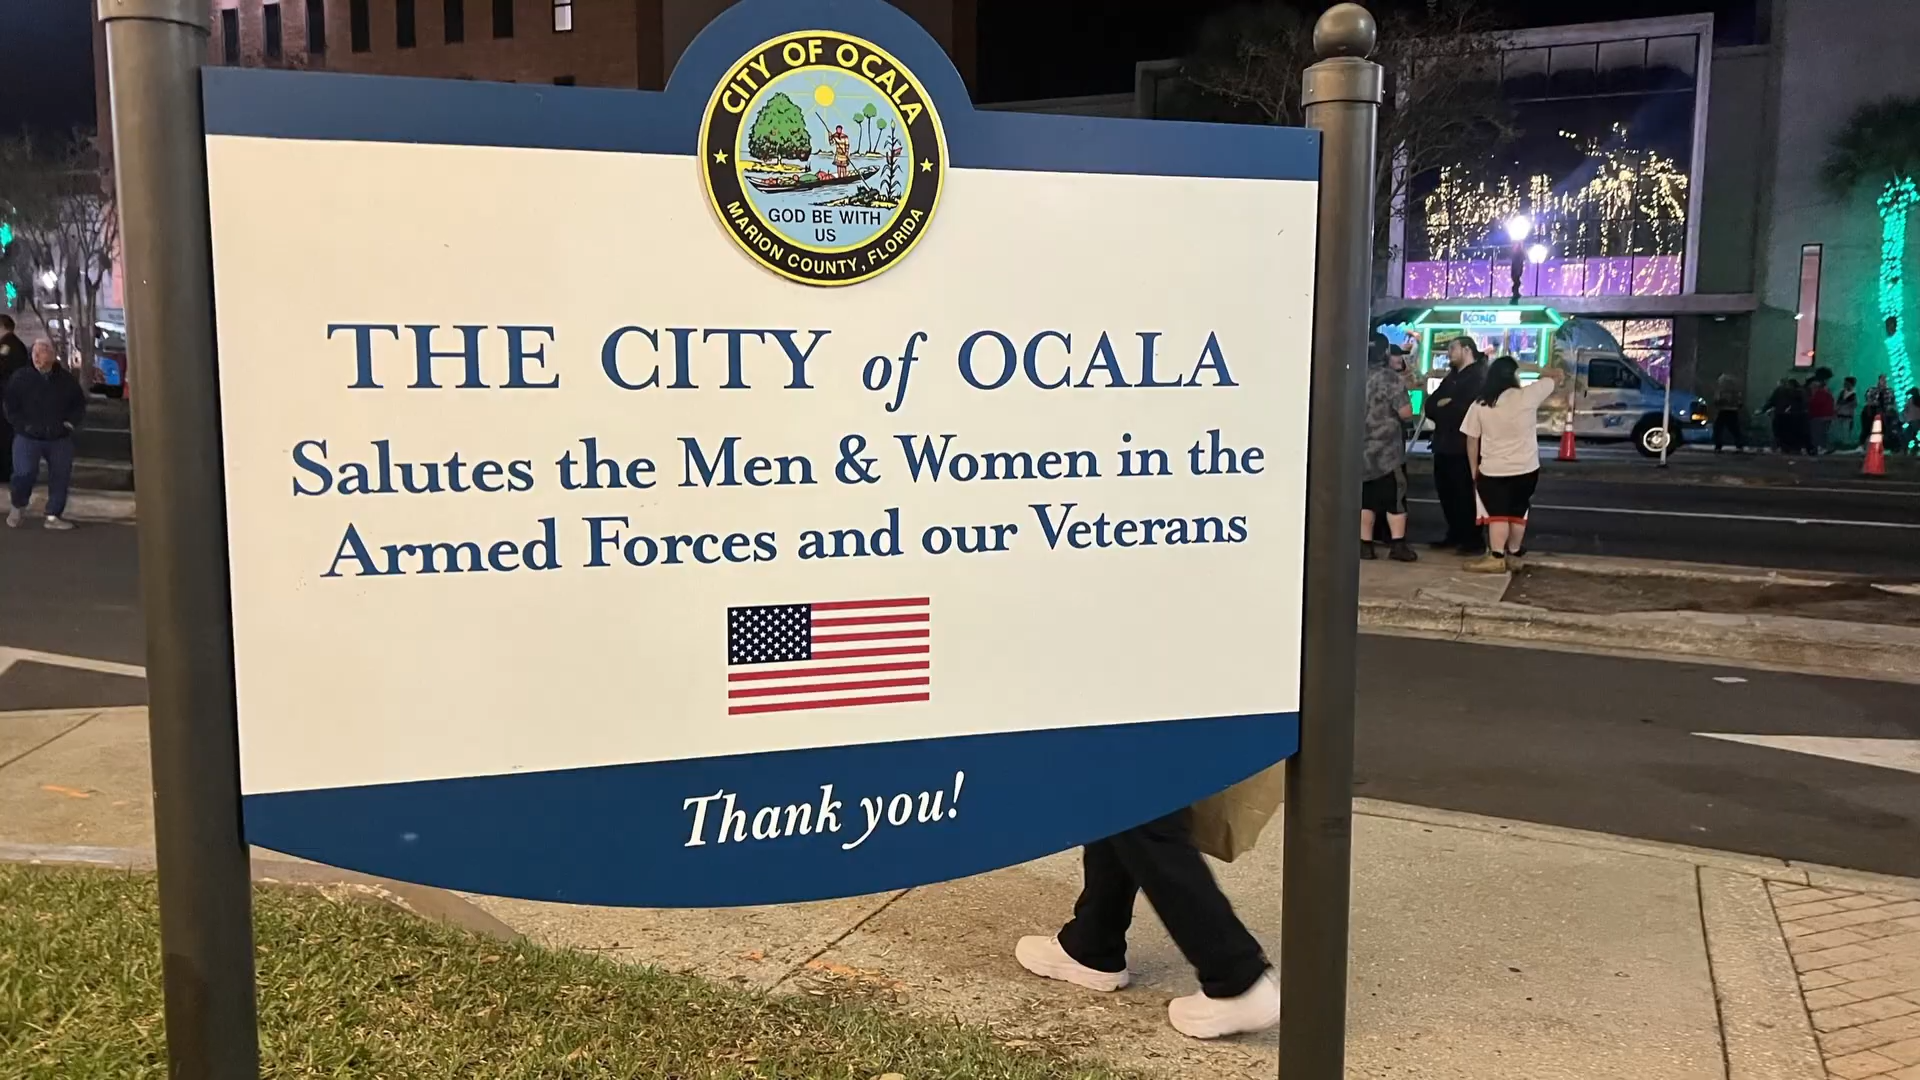 CITY OF OCALA
GOD BE WITH
US
MARION COUNTY, FLORIDA
THE CITY of OCALA
Salutes the Men & Women in the
Armed Forces and our Veterans
Thank you!
Kona